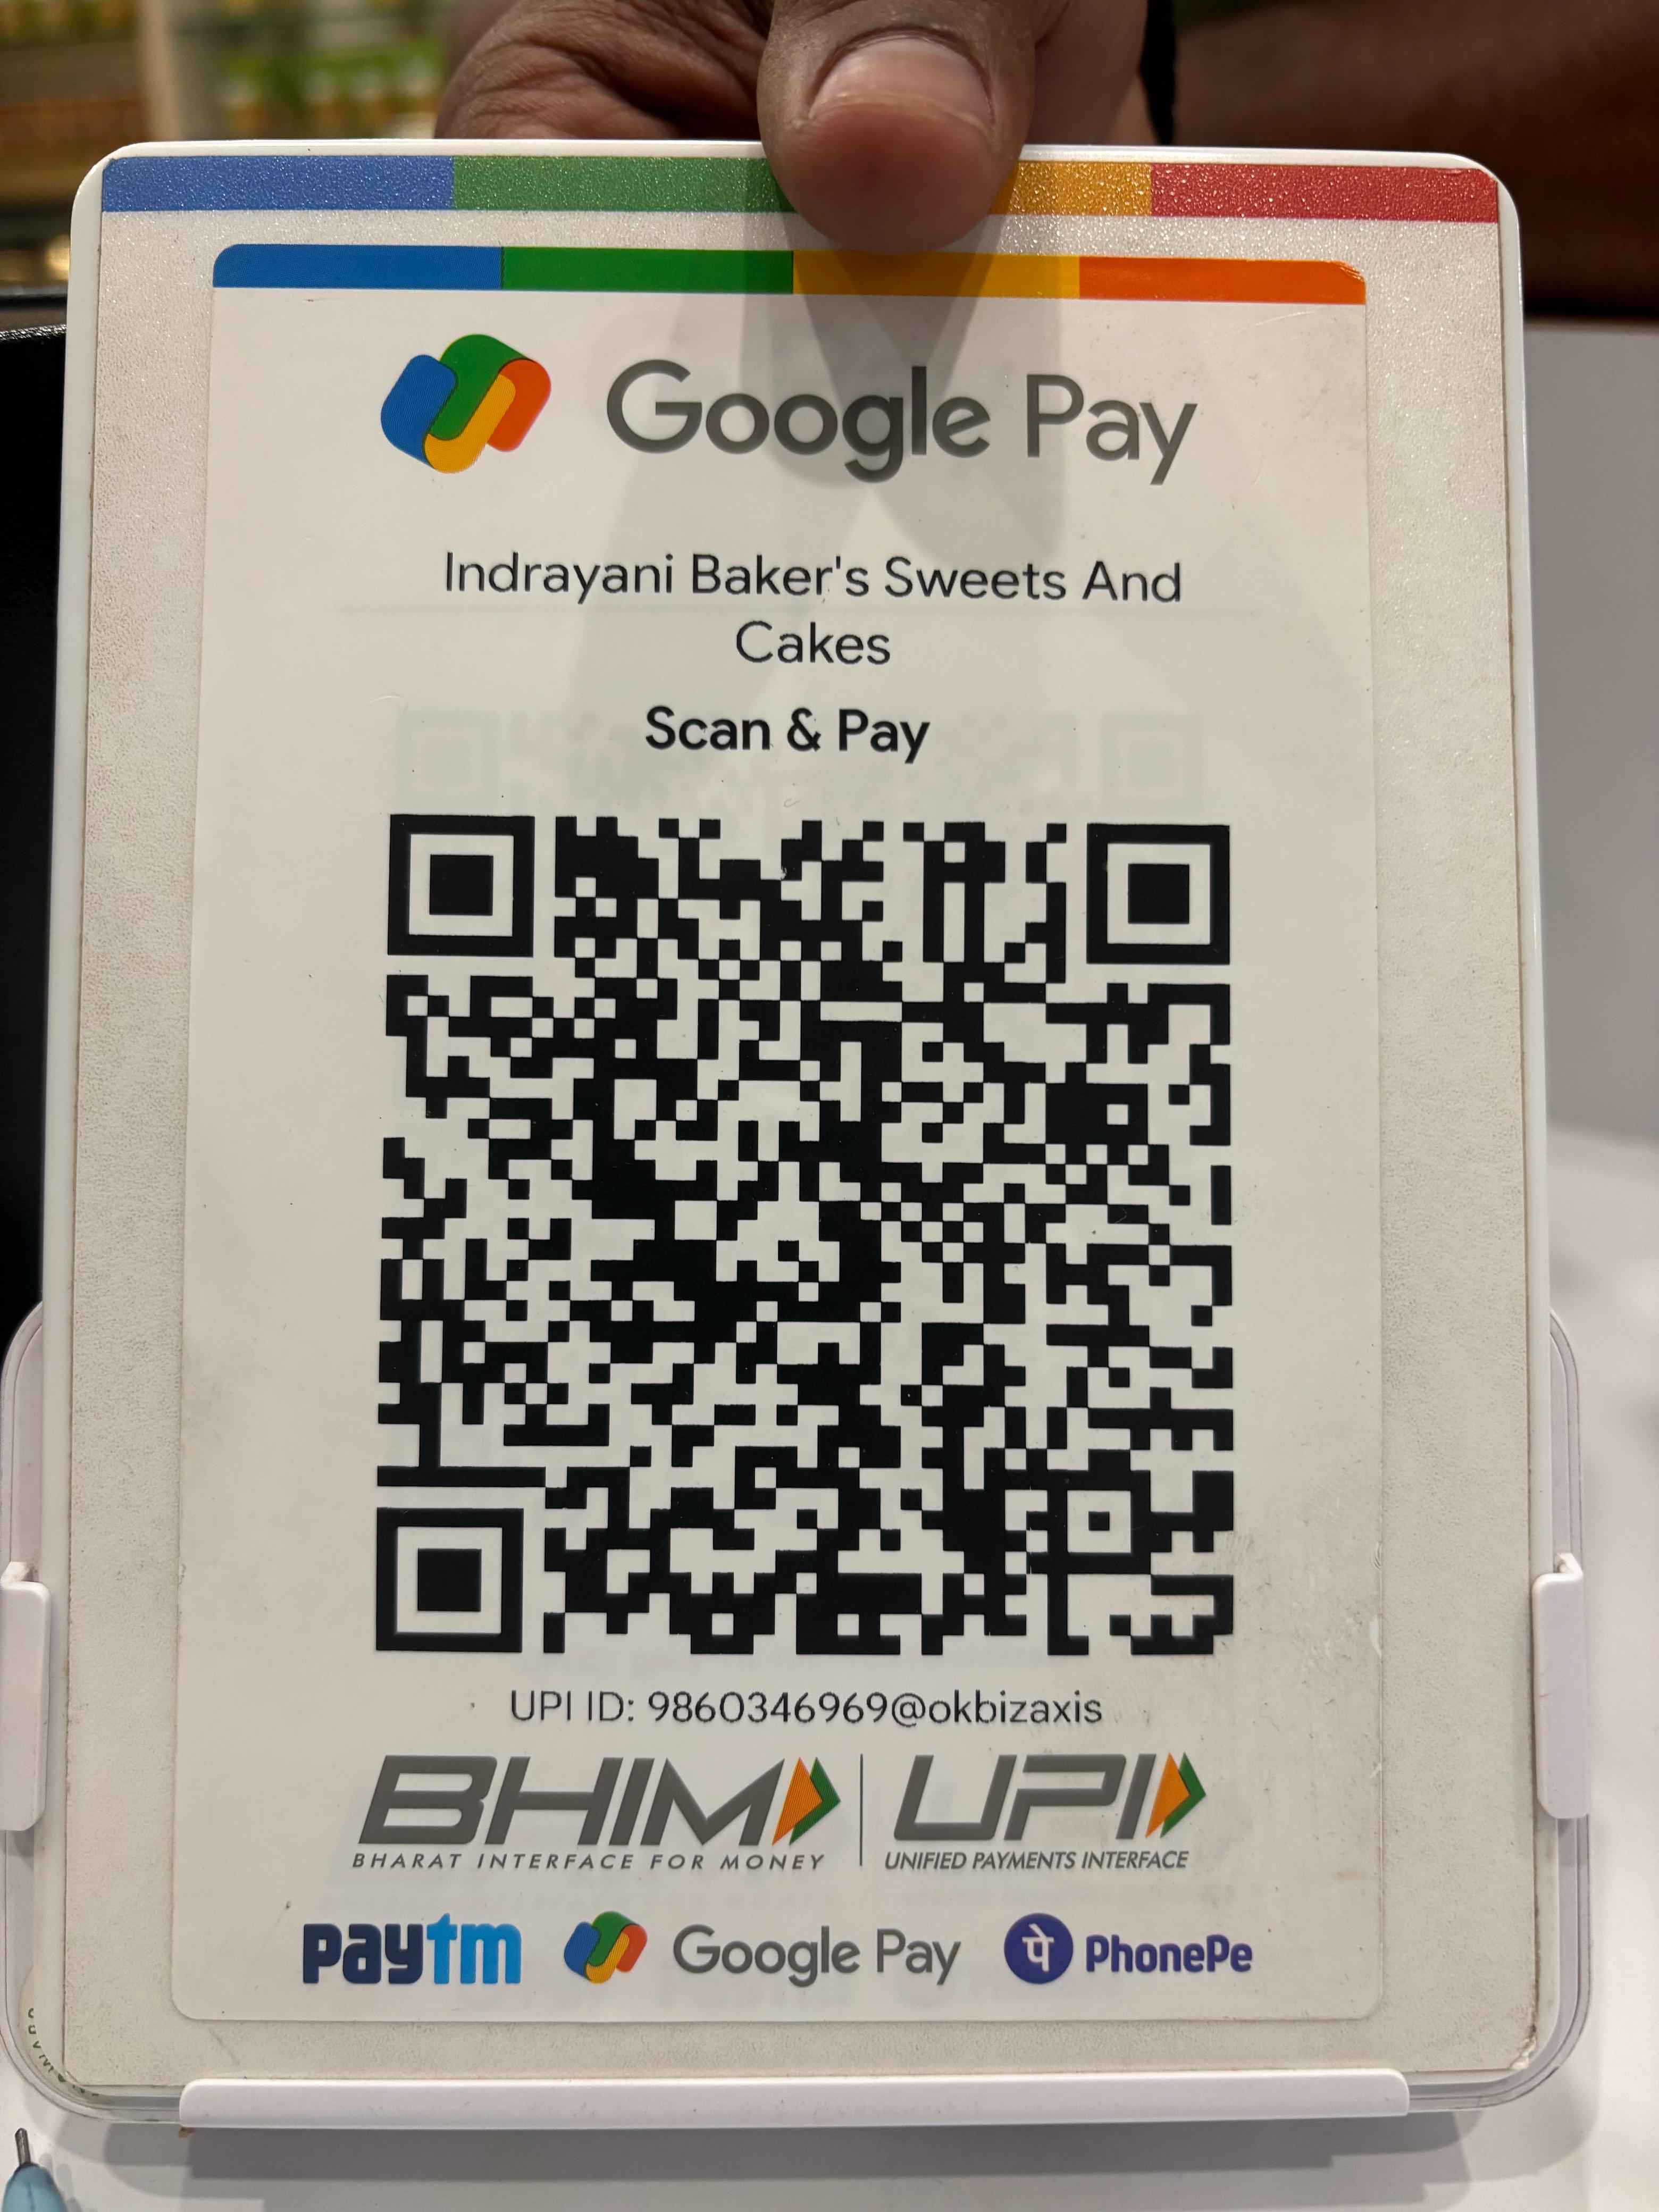 Google Pay
Indrayani Baker's Sweets And
Cakes
Scan & Pay
UPI ID: 9860346969@okbizaxis
BHIM | UPI
BHARAT INTERFACE FOR MONEY UNIFIED PAYMENTS INTERFACE
paytm Google Pay पे PhonePe